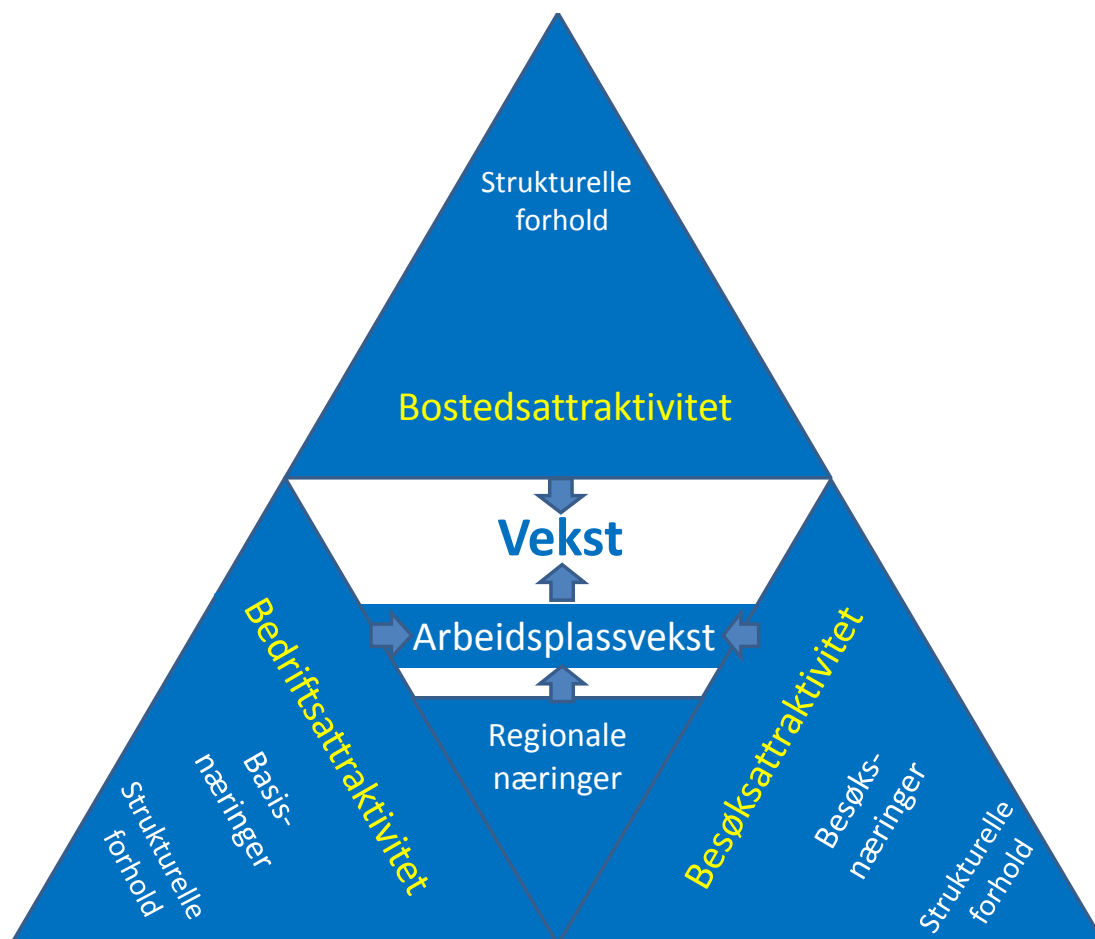 Strukturelle
forhold
Bostedsattraktivitet
Vekst
Arbeidsplassvekst
Regionale
næringer
Bedriftsattraktivitet
Basis-
næringer
Strukturelle
forhold
Besøksattraktivitet
Besøks-
næringer
Strukturelle
forhold